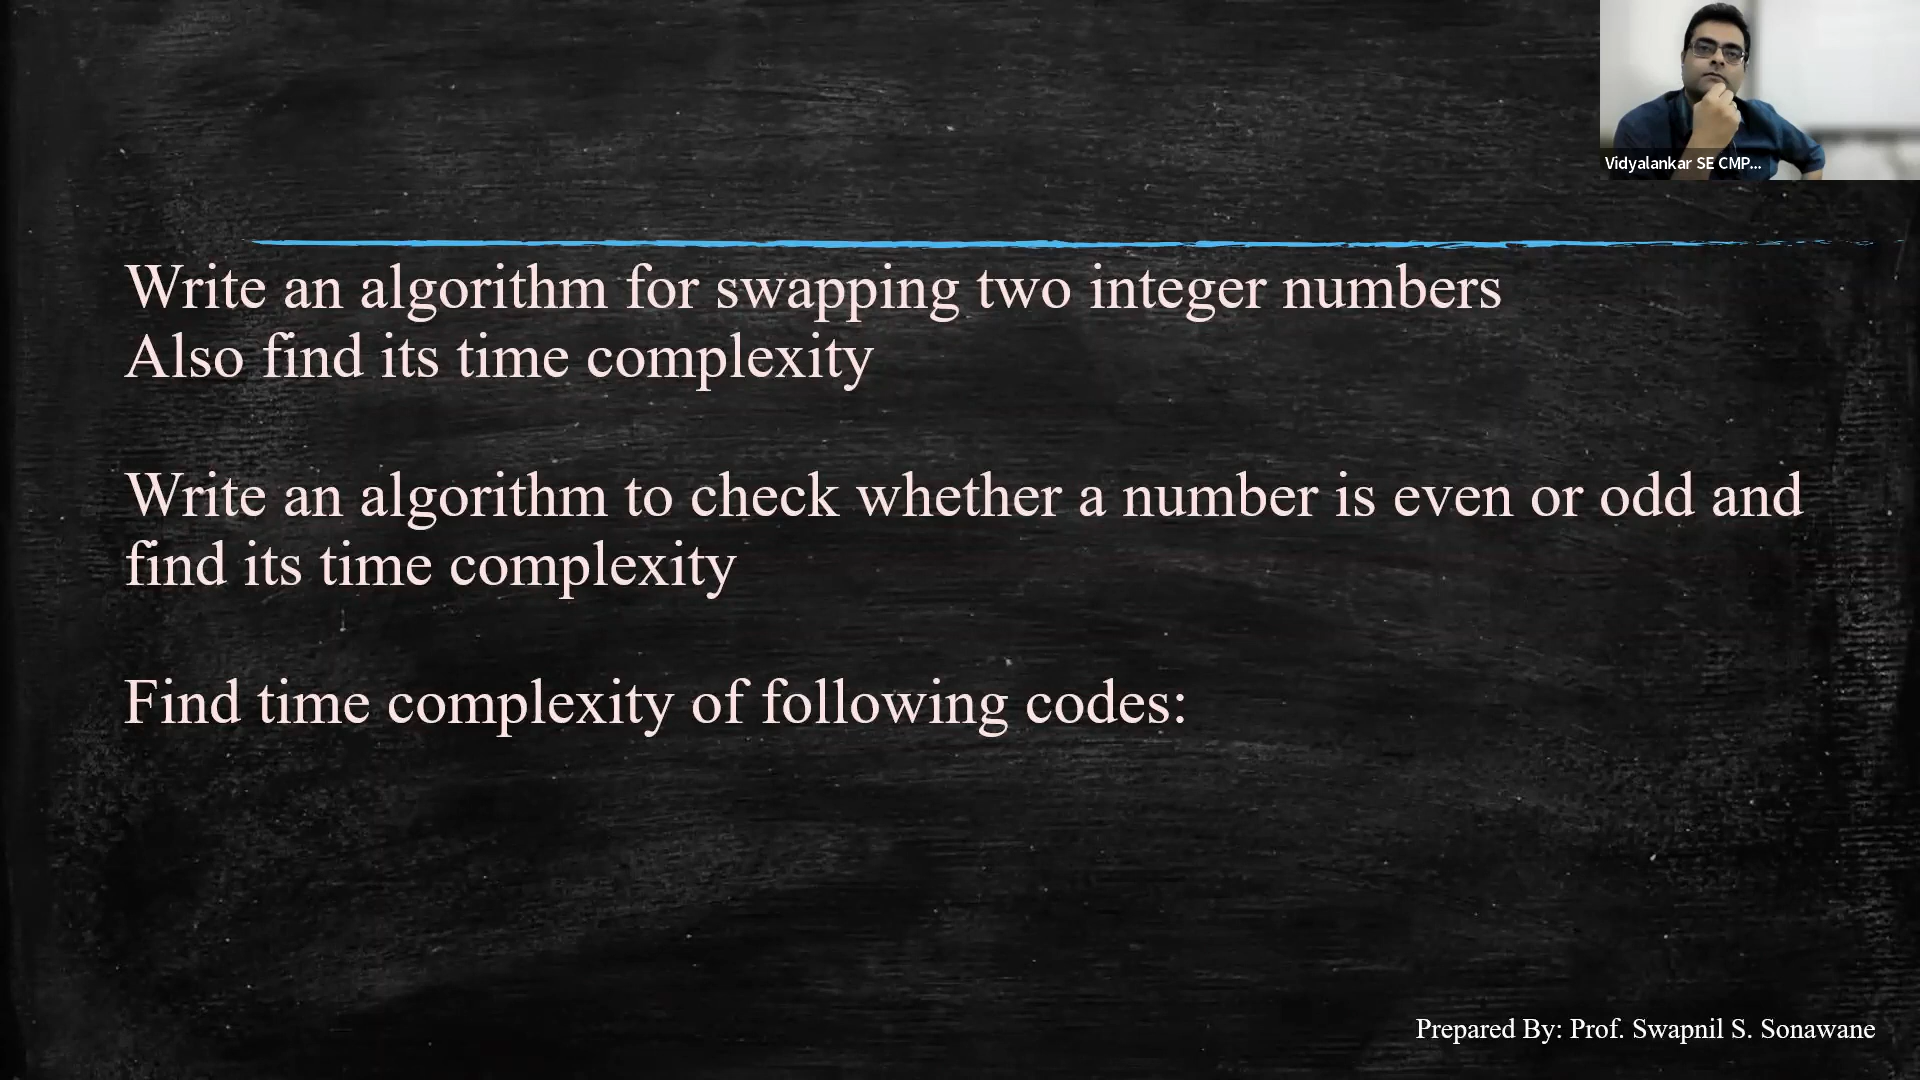 Vidyalankar SE CMP...
Write an algorithm for swapping two integer numbers
Also find its time complexity
Write an algorithm to check whether a number is even or odd and
find its time complexity
Find time complexity of following codes:
Prepared By: Prof. Swapnil S. Sonawane